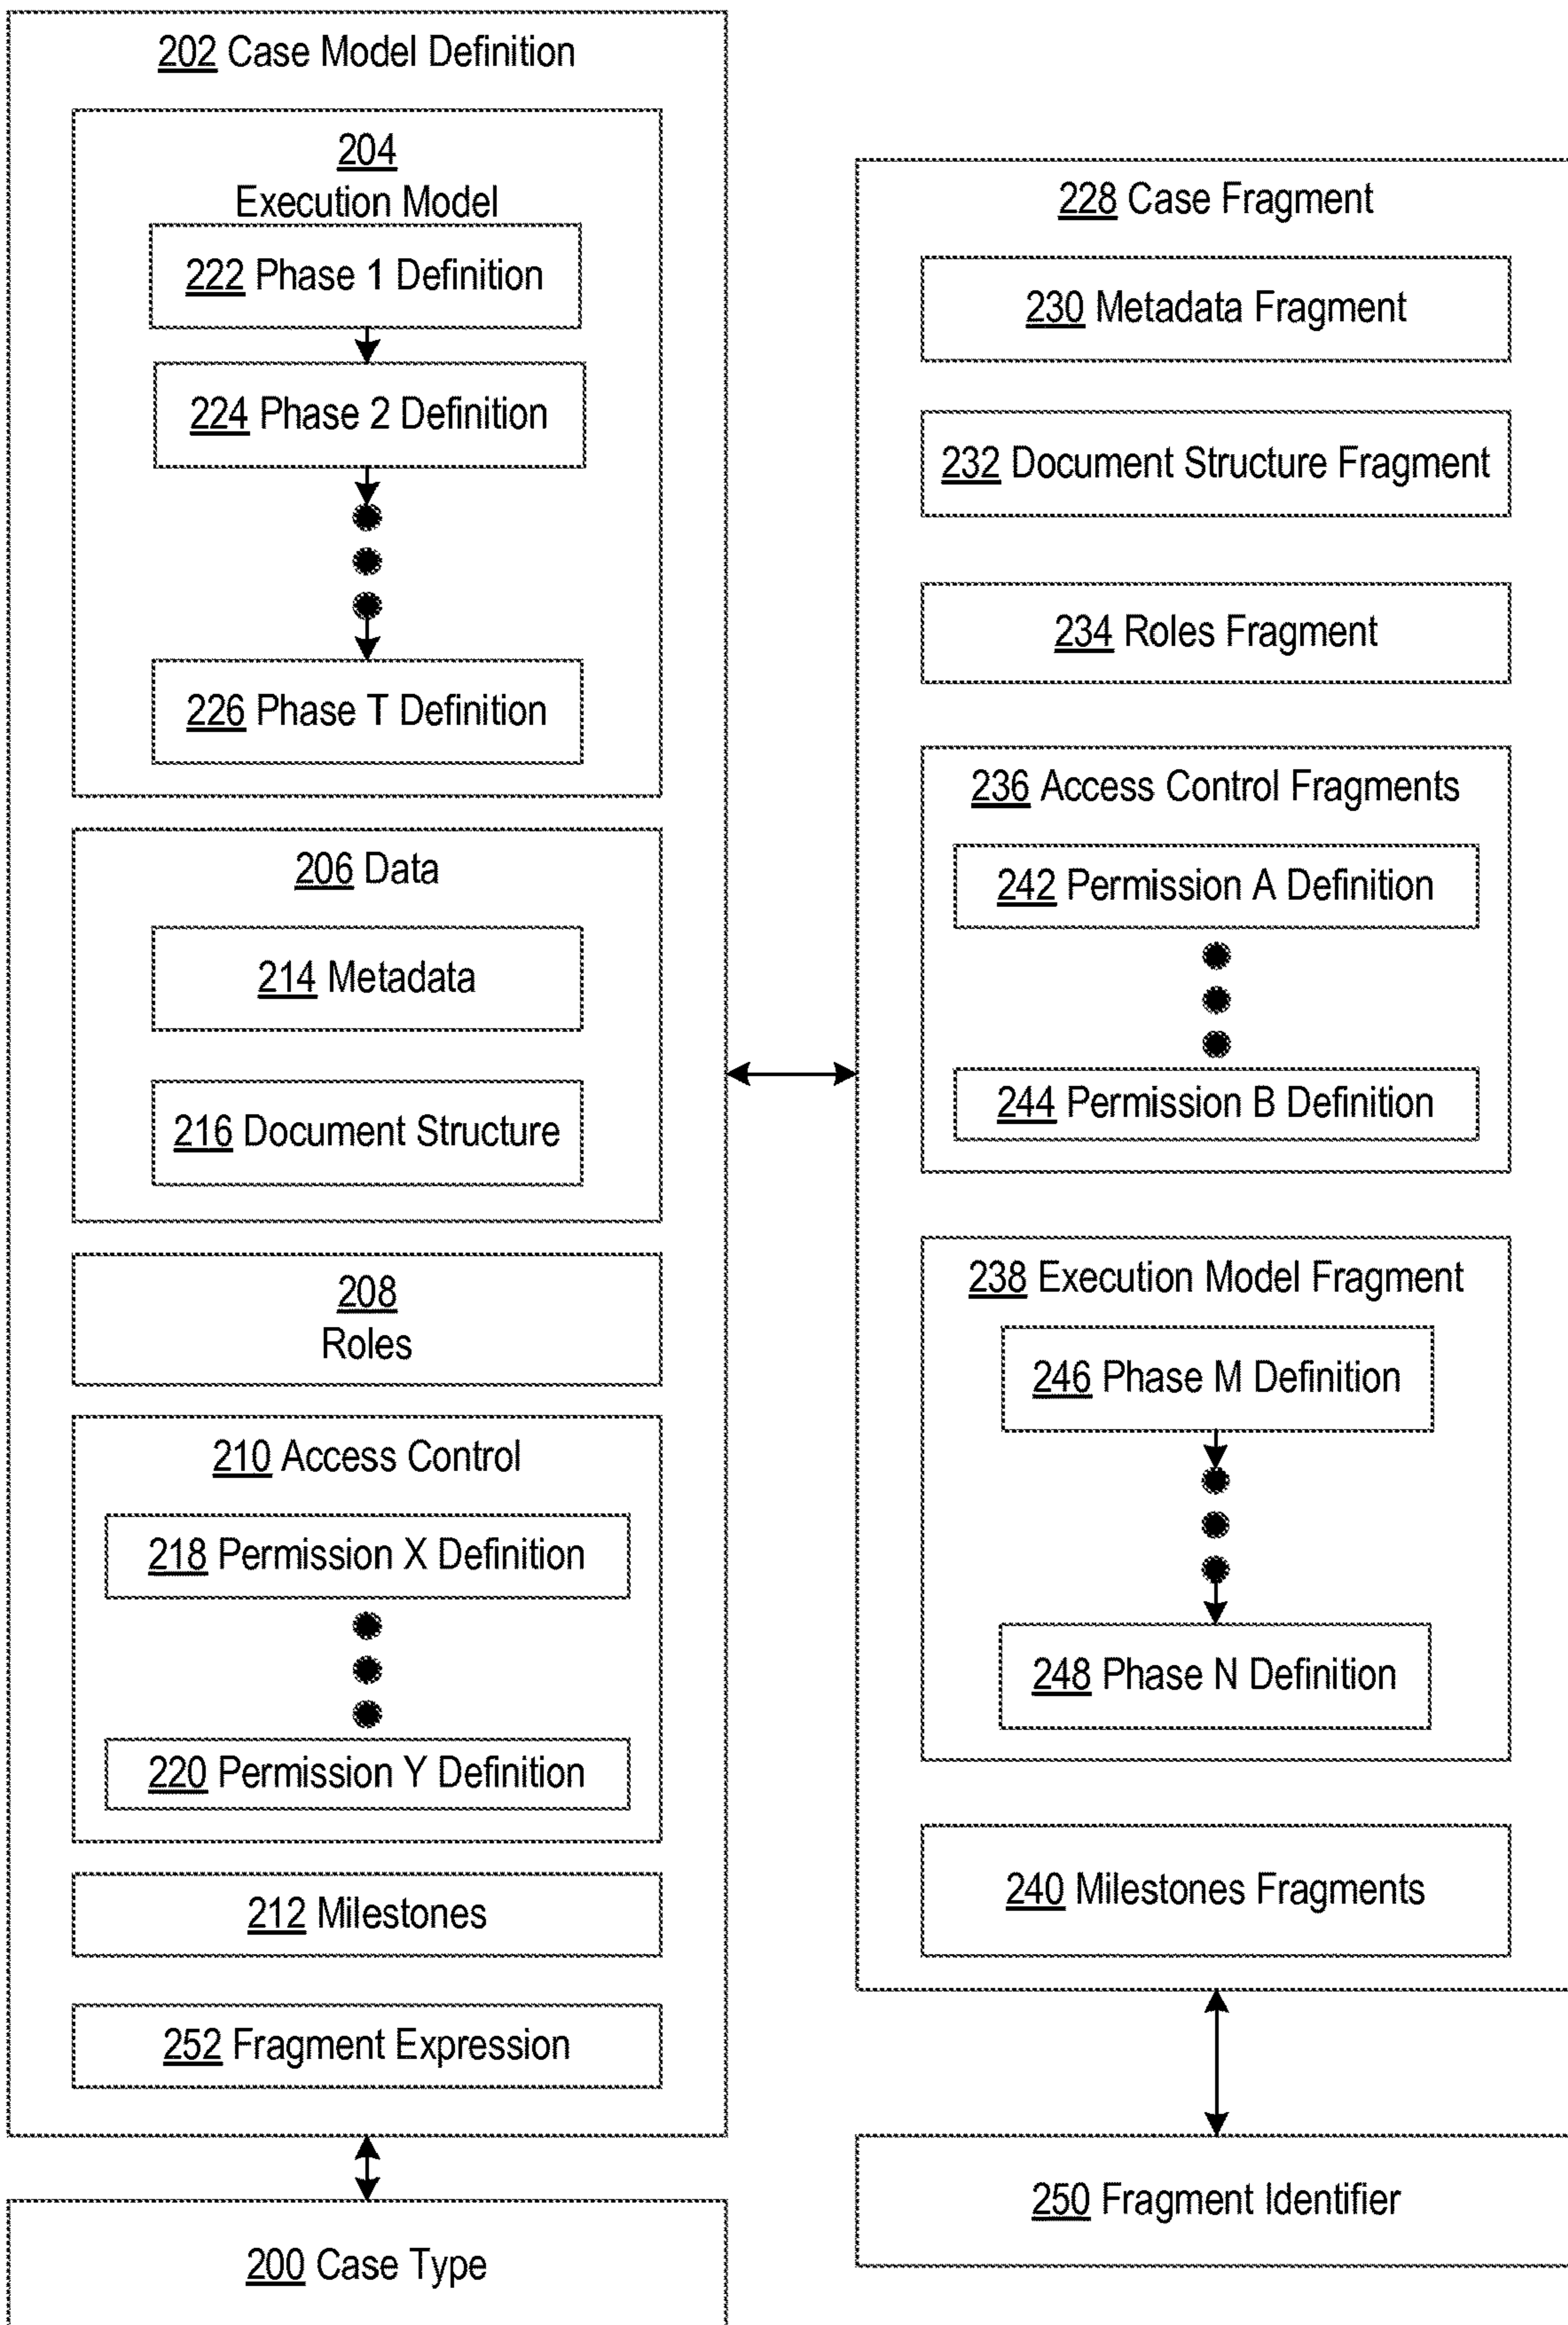 202 Case Model Definition
204
Execution Model
222 Phase 1 Definition
224 Phase 2 Definition
226 Phase T Definition
206 Data
214 Metadata
216 Document Structure
208
Roles
210 Access Control
218 Permission X Definition
220 Permission Y Definition
212 Milestones
252 Fragment Expression
200 Case Type
228 Case Fragment
230 Metadata Fragment
232 Document Structure Fragment
234 Roles Fragment
236 Access Control Fragments
242 Permission A Definition
244 Permission B Definition
238 Execution Model Fragment
246 Phase M Definition
248 Phase N Definition
240 Milestones Fragments
250 Fragment Identifier